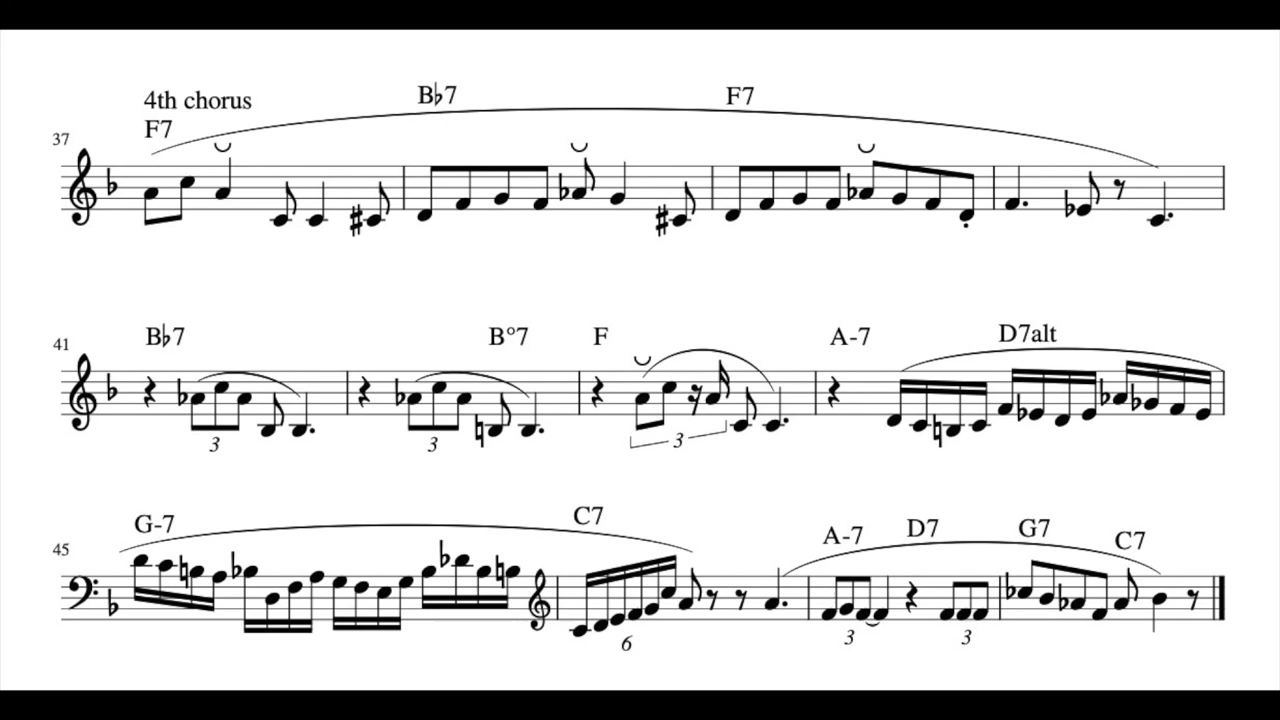 4th chorus
F7 B♭7 F7
37
B♭7 B°7 F A-7 D7alt
41
3 3 3
G-7 C7 A-7 D7 G7 C7
45
6 3 3